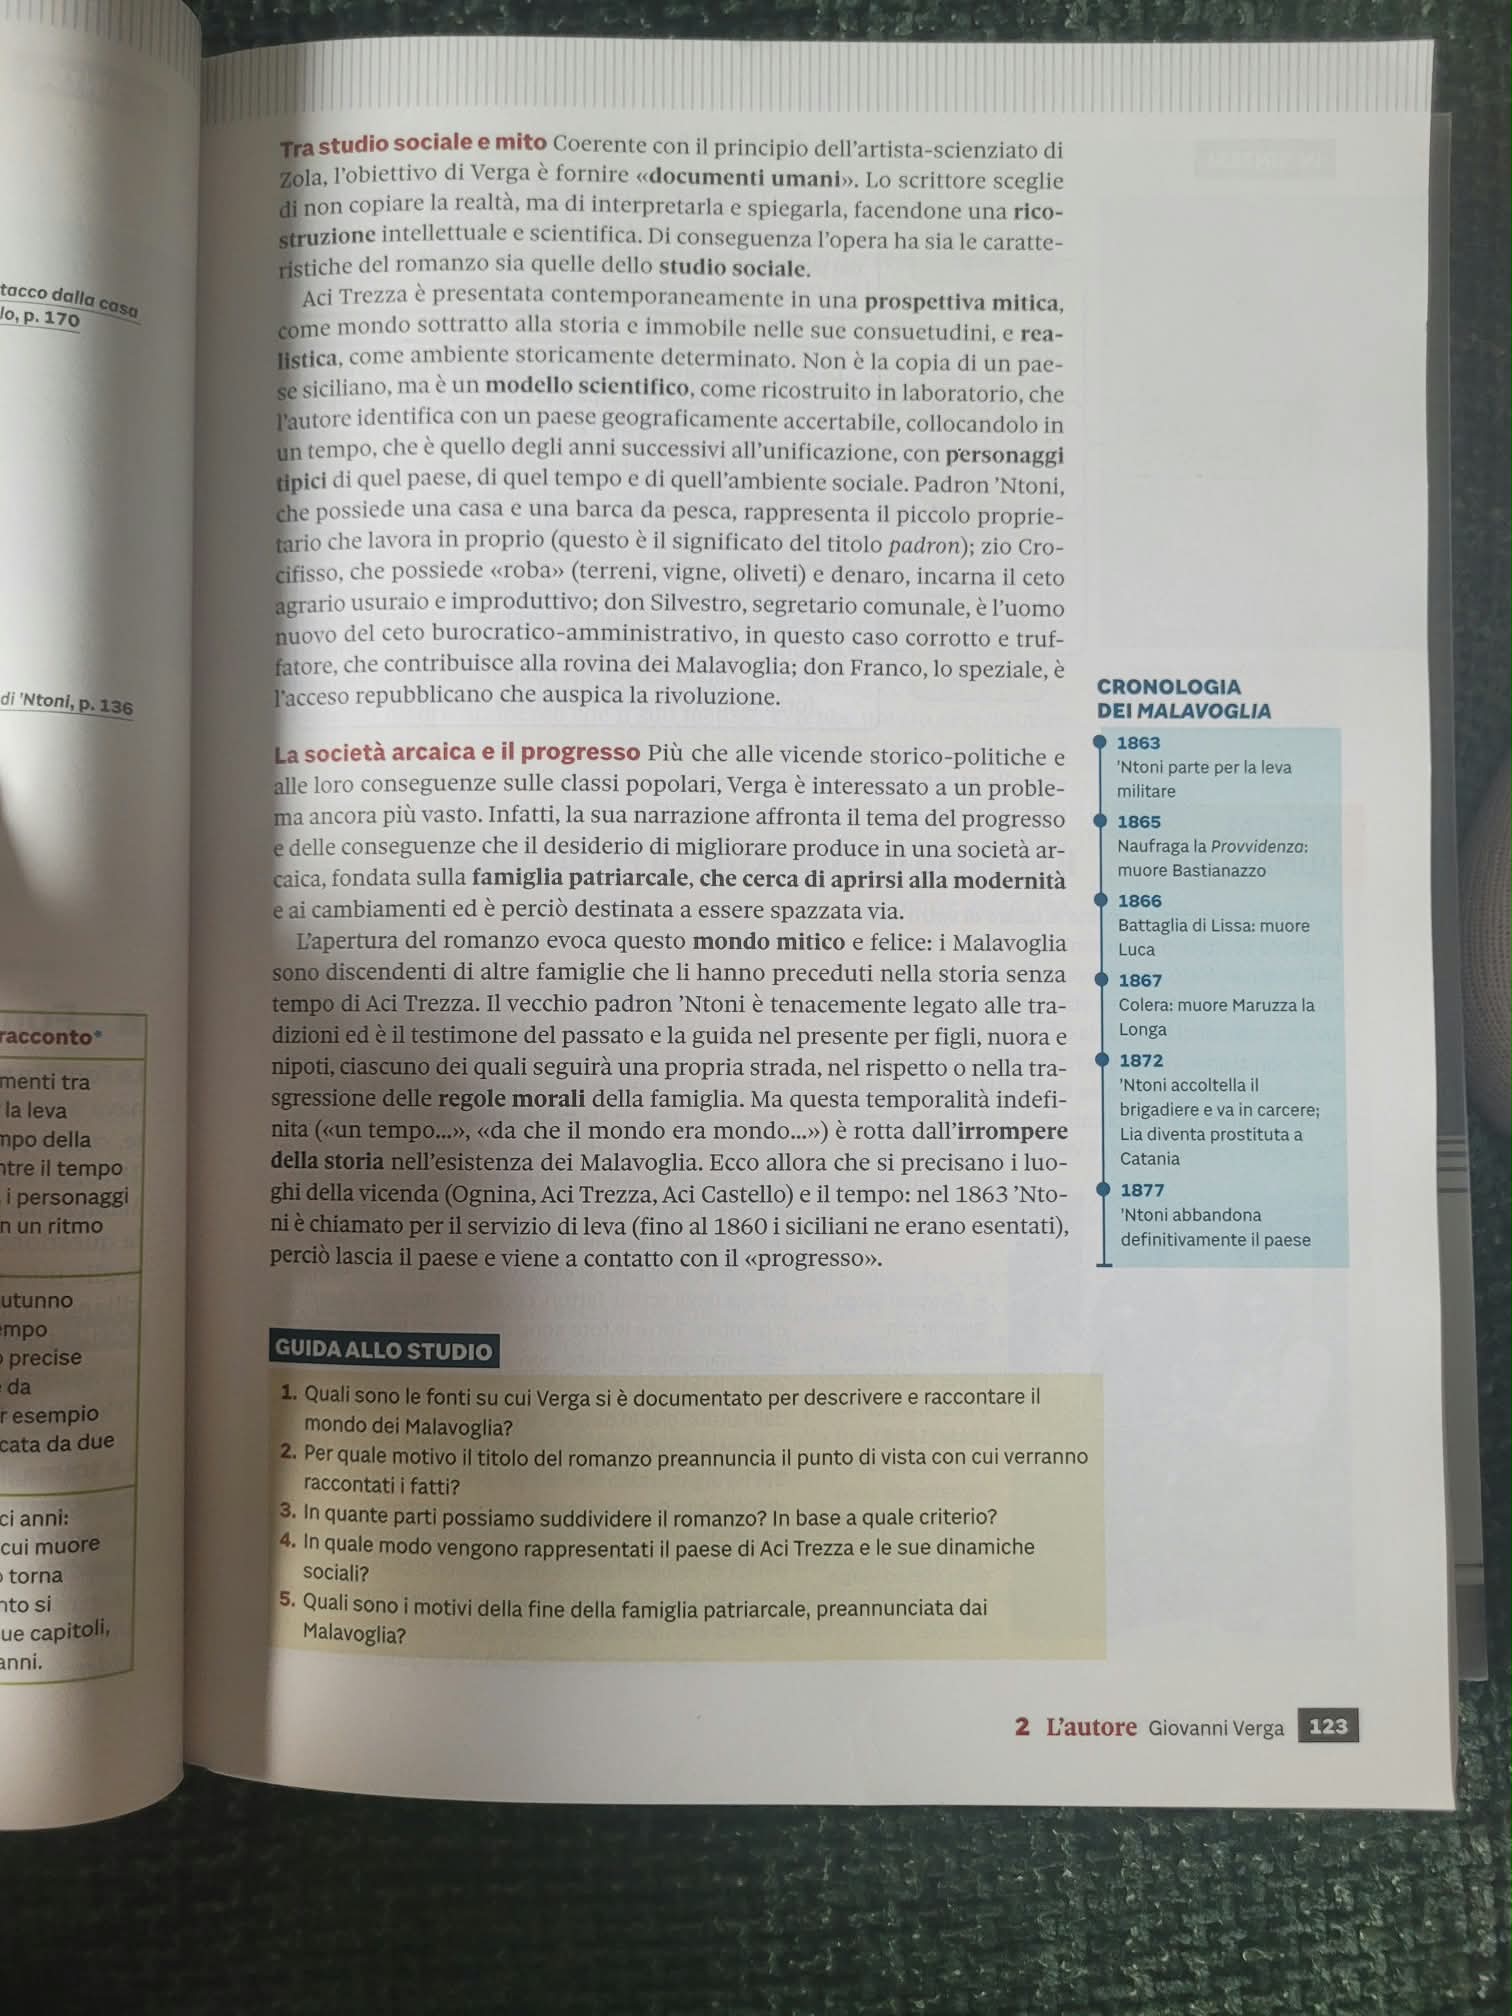 tacco dalla casa
lo, p. 170
di 'Ntoni, p. 136
racconto*
menti tra
la leva
mpo della
ntre il tempo
i personaggi
n un ritmo
utunno
empo
precise
da
r esempio
cata da due
ci anni:
cui muore
torna
nto si
ue capitoli,
anni.
Tra studio sociale e mito Coerente con il principio dell'artista-scienziato di
Zola, l'obiettivo di Verga è fornire «documenti umani». Lo scrittore sceglie
di non copiare la realtà, ma di interpretarla e spiegarla, facendone una rico-
struzione intellettuale e scientifica. Di conseguenza l'opera ha sia le caratte-
ristiche del romanzo sia quelle dello studio sociale.
Aci Trezza è presentata contemporaneamente in una prospettiva mitica,
come mondo sottratto alla storia e immobile nelle sue consuetudini, e rea-
listica, come ambiente storicamente determinato. Non è la copia di un pae-
se siciliano, ma è un modello scientifico, come ricostruito in laboratorio, che
l'autore identifica con un paese geograficamente accertabile, collocandolo in
un tempo, che è quello degli anni successivi all'unificazione, con personaggi
tipici di quel paese, di quel tempo e di quell'ambiente sociale. Padron 'Ntoni,
che possiede una casa e una barca da pesca, rappresenta il piccolo proprie-
tario che lavora in proprio (questo è il significato del titolo padron); zio Cro-
cifisso, che possiede «roba» (terreni, vigne, oliveti) e denaro, incarna il ceto
agrario usuraio e improduttivo; don Silvestro, segretario comunale, è l'uomo
nuovo del ceto burocratico-amministrativo, in questo caso corrotto e truf-
fatore, che contribuisce alla rovina dei Malavoglia; don Franco, lo speziale, è
l'acceso repubblicano che auspica la rivoluzione.
La società arcaica e il progresso Più che alle vicende storico-politiche e
alle loro conseguenze sulle classi popolari, Verga è interessato a un proble-
ma ancora più vasto. Infatti, la sua narrazione affronta il tema del progresso
e delle conseguenze che il desiderio di migliorare produce in una società ar-
caica, fondata sulla famiglia patriarcale, che cerca di aprirsi alla modernità
e ai cambiamenti ed è perciò destinata a essere spazzata via.
L'apertura del romanzo evoca questo mondo mitico e felice: i Malavoglia
sono discendenti di altre famiglie che li hanno preceduti nella storia senza
tempo di Aci Trezza. Il vecchio padron 'Ntoni è tenacemente legato alle tra-
dizioni ed è il testimone del passato e la guida nel presente per figli, nuora e
nipoti, ciascuno dei quali seguirà una propria strada, nel rispetto o nella tra-
sgressione delle regole morali della famiglia. Ma questa temporalità indefi-
nita («un tempo...», «da che il mondo era mondo...») è rotta dall'irrompere
della storia nell'esistenza dei Malavoglia. Ecco allora che si precisano i luo-
ghi della vicenda (Ognina, Aci Trezza, Aci Castello) e il tempo: nel 1863 'Nto-
ni è chiamato per il servizio di leva (fino al 1860 i siciliani ne erano esentati),
perciò lascia il paese e viene a contatto con il «progresso».
CRONOLOGIA
DEI MALAVOGLIA
1863
'Ntoni parte per la leva
militare
1865
Naufraga la Provvidenza:
muore Bastianazzo
1866
Battaglia di Lissa: muore
Luca
1867
Colera: muore Maruzza la
Longa
1872
'Ntoni accoltella il
brigadiere e va in carcere;
Lia diventa prostituta a
Catania
1877
'Ntoni abbandona
definitivamente il paese
GUIDA ALLO STUDIO
1. Quali sono le fonti su cui Verga si è documentato per descrivere e raccontare il
mondo dei Malavoglia?
2. Per quale motivo il titolo del romanzo preannuncia il punto di vista con cui verranno
raccontati i fatti?
3. In quante parti possiamo suddividere il romanzo? In base a quale criterio?
4. In quale modo vengono rappresentati il paese di Aci Trezza e le sue dinamiche
sociali?
5. Quali sono i motivi della fine della famiglia patriarcale, preannunciata dai
Malavoglia?
2 L'autore Giovanni Verga 123